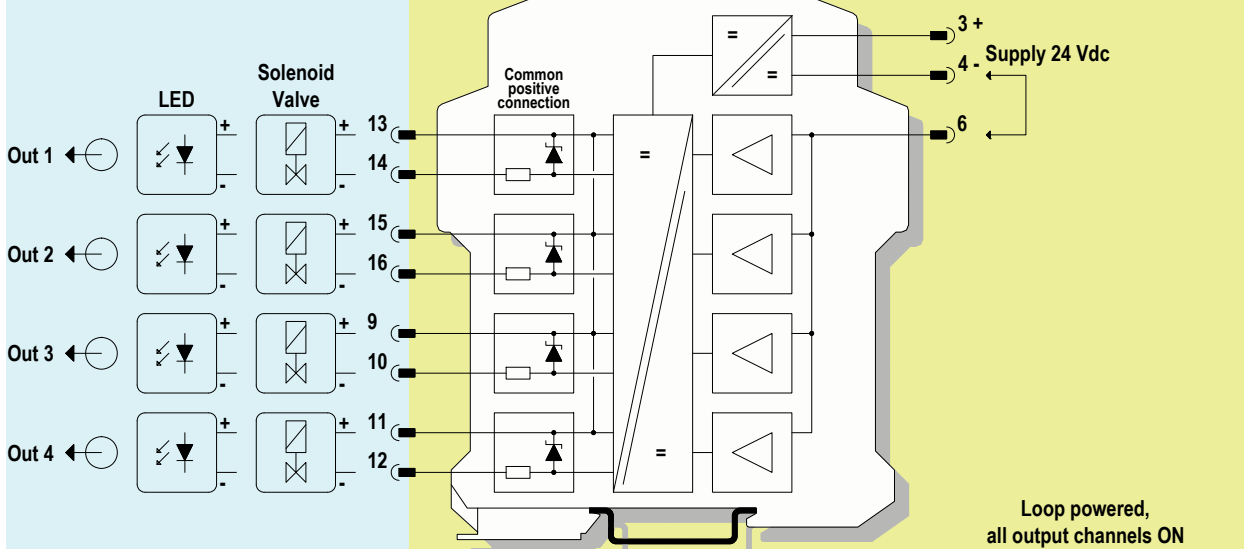 3 +
Supply 24 Vdc
4 -
6
LED
Solenoid
Valve
Common
positive
connection
=
=
Out 1
+
-
+
-
13
14
=
Out 2
+
-
+
-
15
16
Out 3
+
-
+
-
9
10
Out 4
+
-
+
-
11
12
=
Loop powered,
all output channels ON